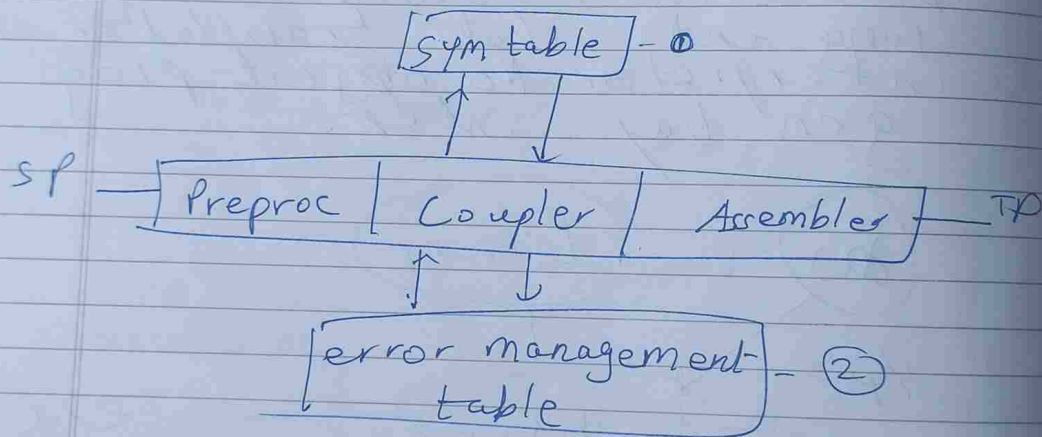 sym table - ①
SP Preproc Coupler Assembler TP
error management - ②
table